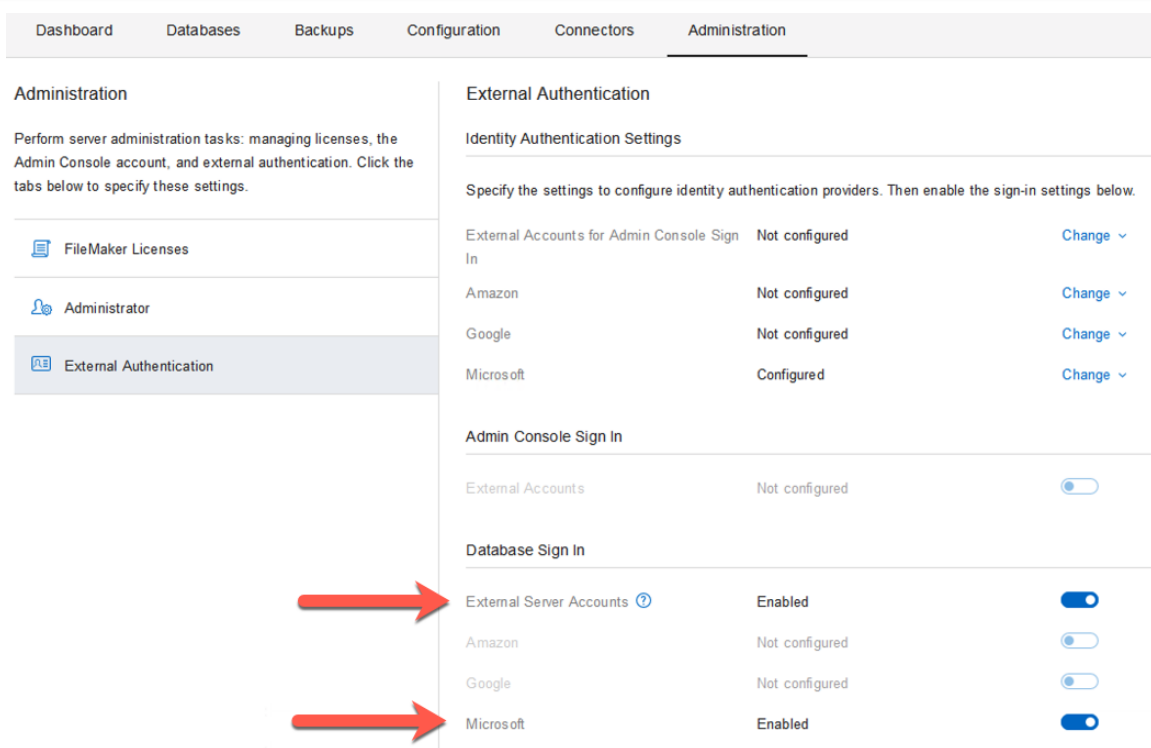 Dashboard Databases Backups Configuration Connectors Administration
Administration
Perform server administration tasks: managing licenses, the
Admin Console account, and external authentication. Click the
tabs below to specify these settings.
FileMaker Licenses
Administrator
External Authentication
External Authentication
Identity Authentication Settings
Specify the settings to configure identity authentication providers. Then enable the sign-in settings below.
External Accounts for Admin Console Sign Not configured Change
In
Amazon Not configured Change
Google Not configured Change
Microsoft Configured Change
Admin Console Sign In
External Accounts Not configured
Database Sign In
External Server Accounts ? Enabled
Amazon Not configured
Google Not configured
Microsoft Enabled